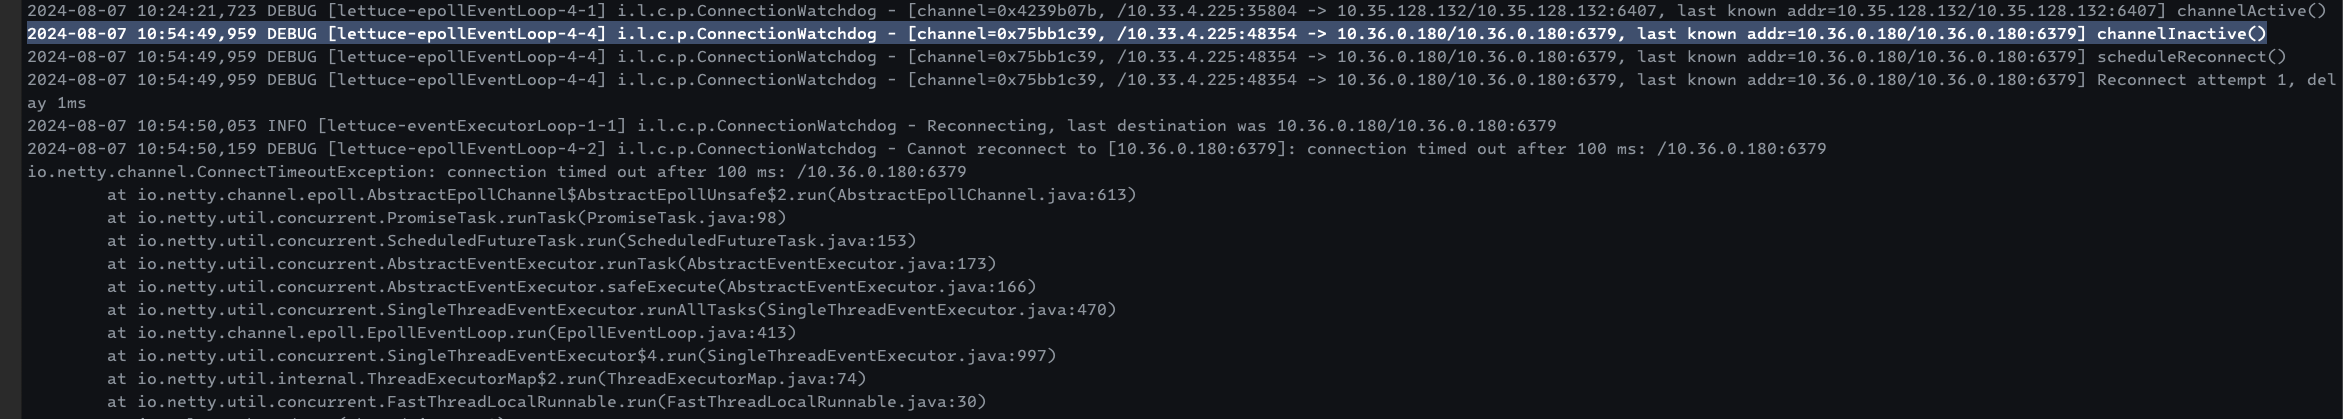 2024-08-07 10:24:21,723 DEBUG [lettuce-epollEventLoop-4-1] i.l.c.p.ConnectionWatchdog - [channel=0x4239b07b, /10.33.4.225:35804 -> 10.35.128.132/10.35.128.132:6407, last known addr=10.35.128.132/10.35.128.132:6407] channelActive()
2024-08-07 10:54:49,959 DEBUG [lettuce-epollEventLoop-4-4] i.l.c.p.ConnectionWatchdog - [channel=0x75bb1c39, /10.33.4.225:48354 -> 10.36.0.180/10.36.0.180:6379, last known addr=10.36.0.180/10.36.0.180:6379] channelInactive()
2024-08-07 10:54:49,959 DEBUG [lettuce-epollEventLoop-4-4] i.l.c.p.ConnectionWatchdog - [channel=0x75bb1c39, /10.33.4.225:48354 -> 10.36.0.180/10.36.0.180:6379, last known addr=10.36.0.180/10.36.0.180:6379] scheduleReconnect()
2024-08-07 10:54:49,959 DEBUG [lettuce-epollEventLoop-4-4] i.l.c.p.ConnectionWatchdog - [channel=0x75bb1c39, /10.33.4.225:48354 -> 10.36.0.180/10.36.0.180:6379, last known addr=10.36.0.180/10.36.0.180:6379] Reconnect attempt 1, del
ay 1ms
2024-08-07 10:54:50,053 INFO [lettuce-eventExecutorLoop-1-1] i.l.c.p.ConnectionWatchdog - Reconnecting, last destination was 10.36.0.180/10.36.0.180:6379
2024-08-07 10:54:50,159 DEBUG [lettuce-epollEventLoop-4-2] i.l.c.p.ConnectionWatchdog - Cannot reconnect to [10.36.0.180:6379]: connection timed out after 100 ms: /10.36.0.180:6379
io.netty.channel.ConnectTimeoutException: connection timed out after 100 ms: /10.36.0.180:6379
at io.netty.channel.epoll.AbstractEpollChannel$AbstractEpollUnsafe$2.run(AbstractEpollChannel.java:613)
at io.netty.util.concurrent.PromiseTask.runTask(PromiseTask.java:98)
at io.netty.util.concurrent.ScheduledFutureTask.run(ScheduledFutureTask.java:153)
at io.netty.util.concurrent.AbstractEventExecutor.runTask(AbstractEventExecutor.java:173)
at io.netty.util.concurrent.AbstractEventExecutor.safeExecute(AbstractEventExecutor.java:166)
at io.netty.util.concurrent.SingleThreadEventExecutor.runAllTasks(SingleThreadEventExecutor.java:470)
at io.netty.channel.epoll.EpollEventLoop.run(EpollEventLoop.java:413)
at io.netty.util.concurrent.SingleThreadEventExecutor$4.run(SingleThreadEventExecutor.java:997)
at io.netty.util.internal.ThreadExecutorMap$2.run(ThreadExecutorMap.java:74)
at io.netty.util.concurrent.FastThreadLocalRunnable.run(FastThreadLocalRunnable.java:30)